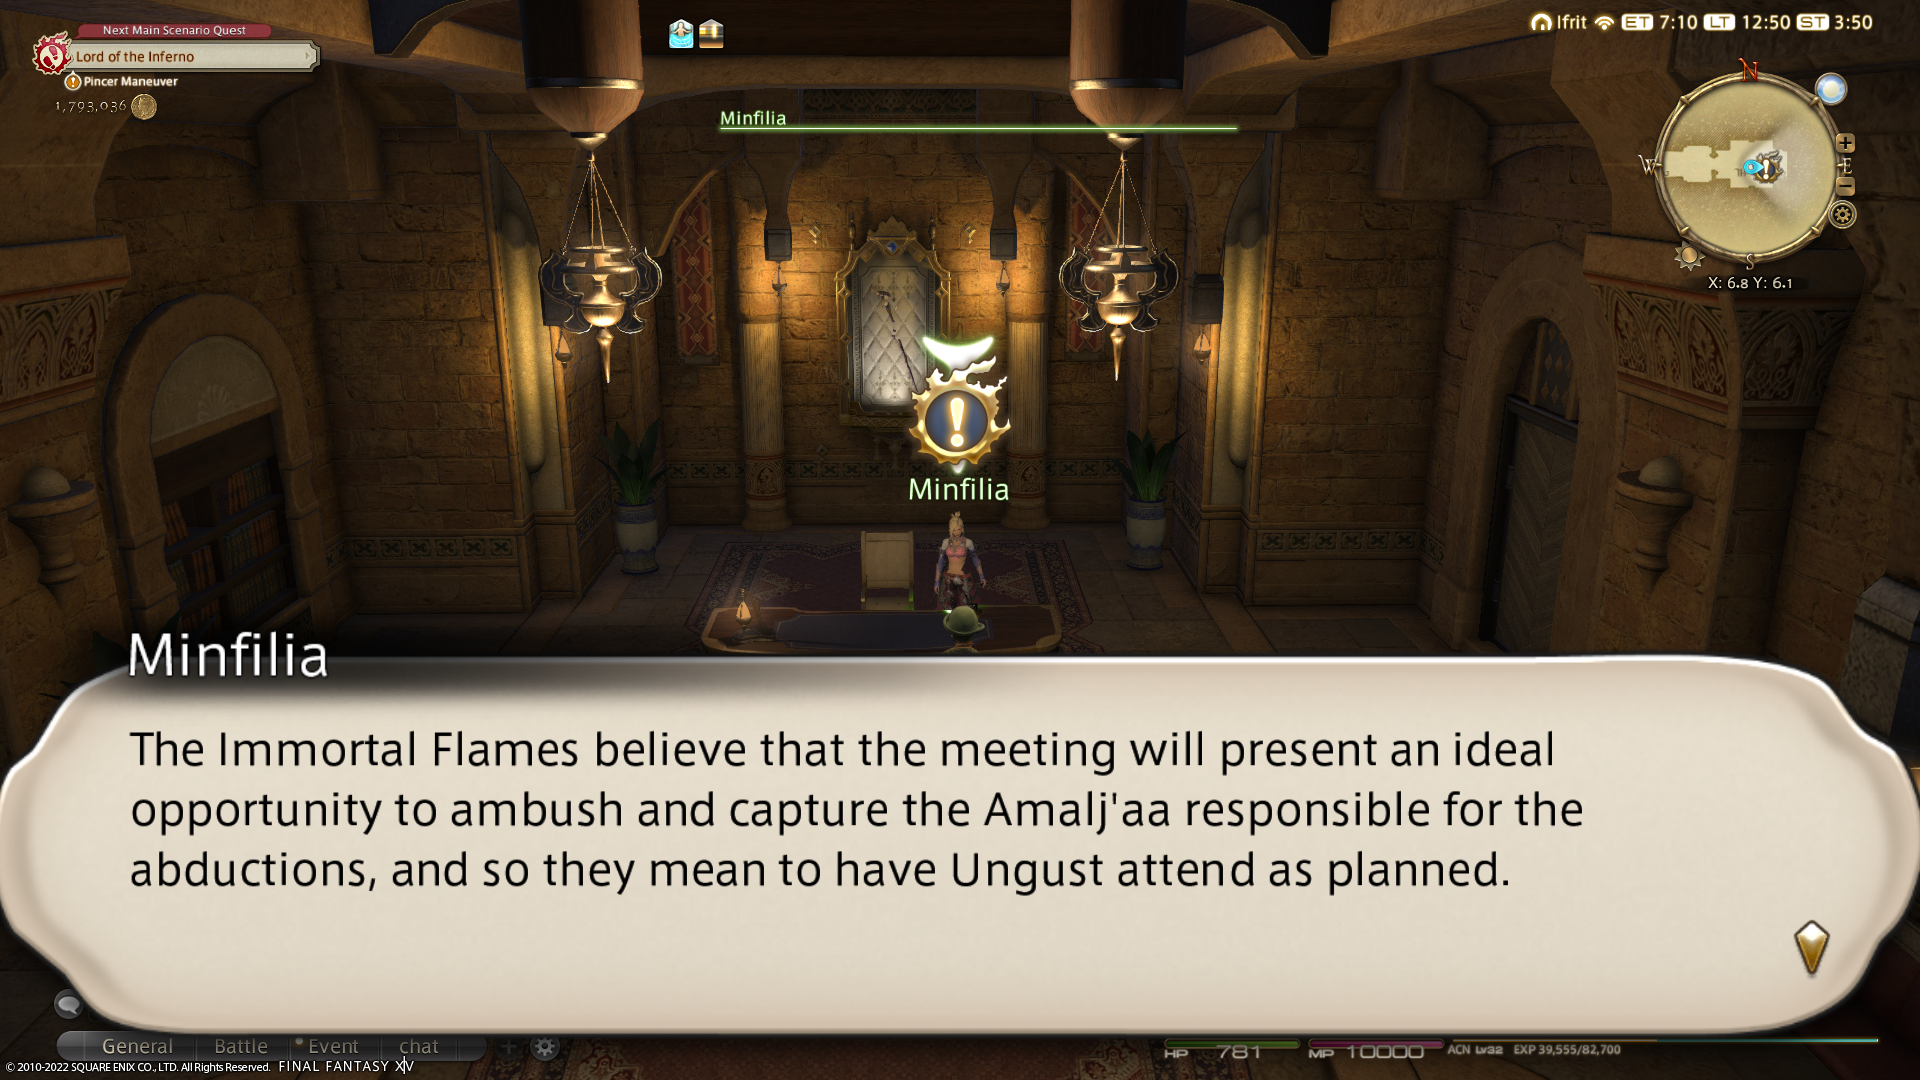 Next Main Scenario Quest
Lord of the Inferno
Pincer Maneuver
1,793,036
Ifrit ET 7:10 LT 12:50 ST 3:50
Minfilia
N
W
E
S
X: 6.8 Y: 6.1
Minfilia
Minfilia
The Immortal Flames believe that the meeting will present an ideal
opportunity to ambush and capture the Amalj'aa responsible for the
abductions, and so they mean to have Ungust attend as planned.
General Battle Event chat
HP 781 MP 10000 ACN Lv32 EXP 39,555/82,700
© 2010-2022 SQUARE ENIX CO., LTD. All Rights Reserved. FINAL FANTASY XIV